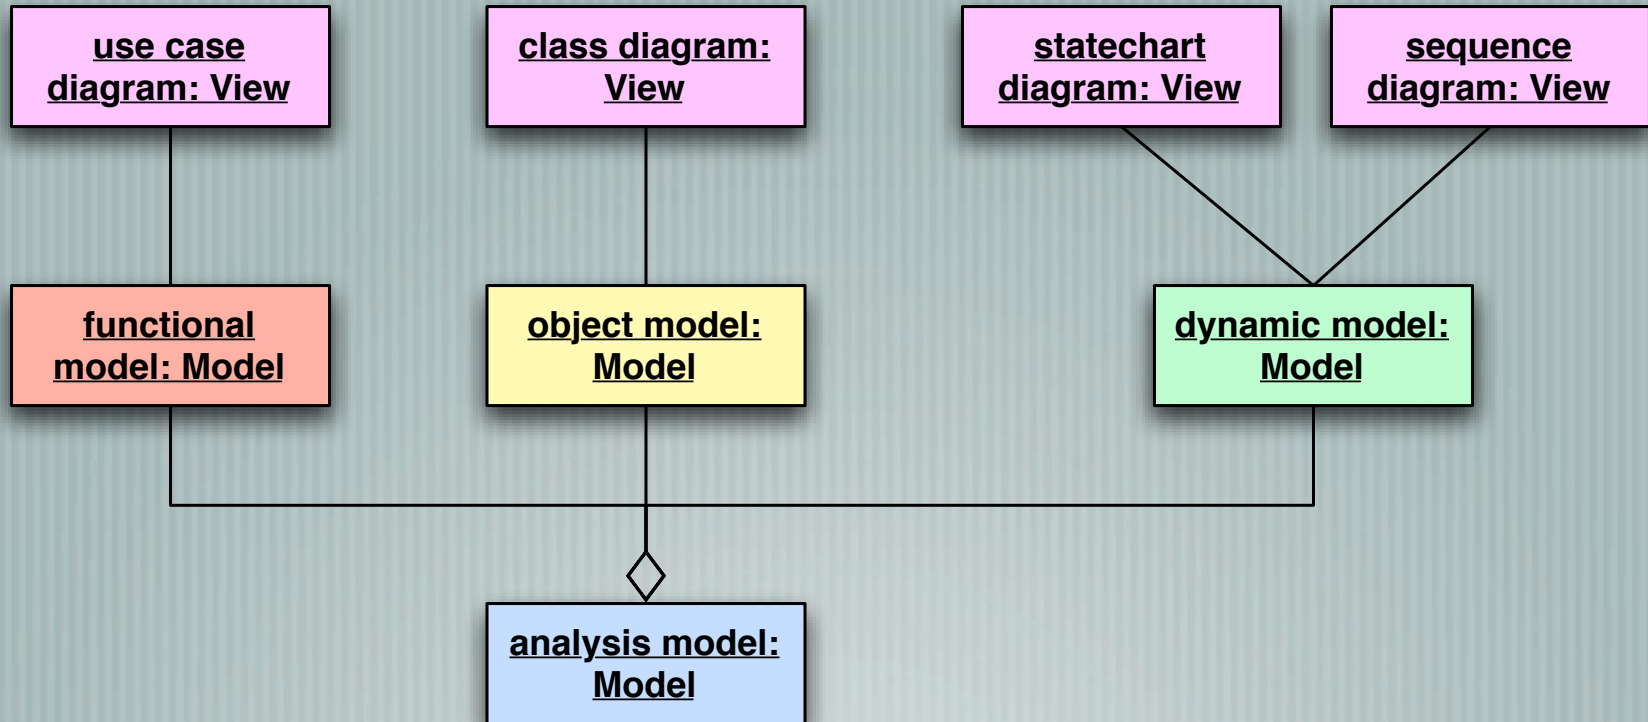 use case
diagram: View
class diagram:
View
statechart
diagram: View
sequence
diagram: View
functional
model: Model
object model:
Model
dynamic model:
Model
analysis model:
Model